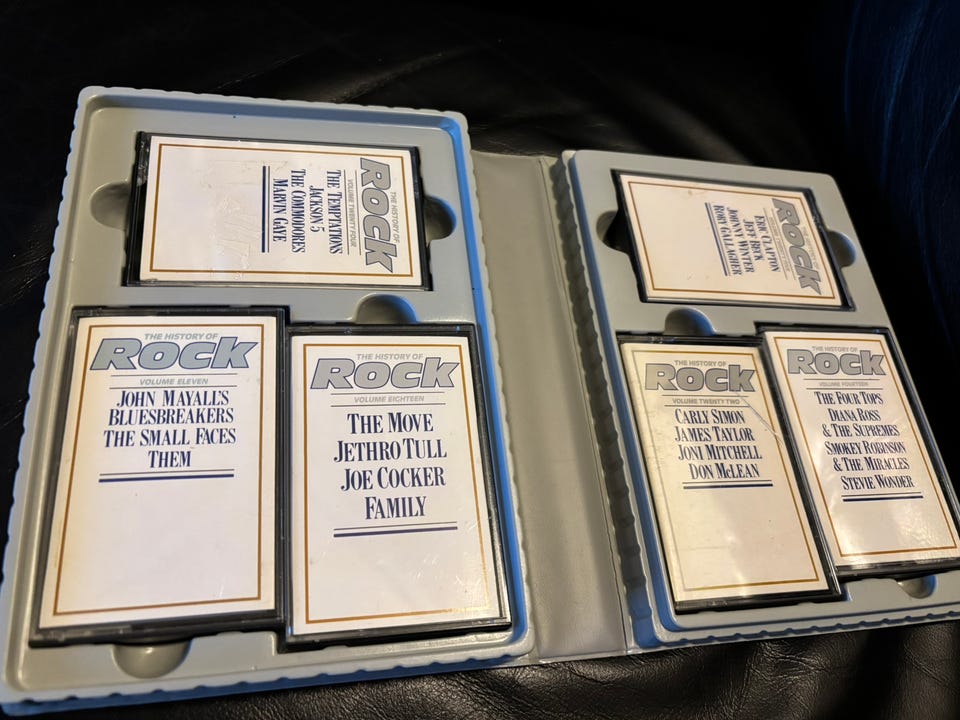 THE HISTORY OF
ROCK
VOLUME TWENTY FOUR
THE TEMPTATIONS
JACKSON 5
THE COMMODORES
MARVIN GAYE
THE HISTORY OF
ROCK
VOLUME ELEVEN
JOHN MAYALL'S
BLUESBREAKERS
THE SMALL FACES
THEM
THE HISTORY OF
ROCK
VOLUME EIGHTEEN
THE MOVE
JETHRO TULL
JOE COCKER
FAMILY
ROCK
ERIC CLAPTON
JEFF BECK
JOHNNY WINTER
RORY GALLAGHER
THE HISTORY OF
ROCK
VOLUME TWENTY TWO
CARLY SIMON
JAMES TAYLOR
JONI MITCHELL
DON McLEAN
THE HISTORY OF
ROCK
VOLUME FOURTEEN
THE FOUR TOPS
DIANA ROSS
& THE SUPREMES
SMOKEY ROBINSON
& THE MIRACLES
STEVIE WONDER